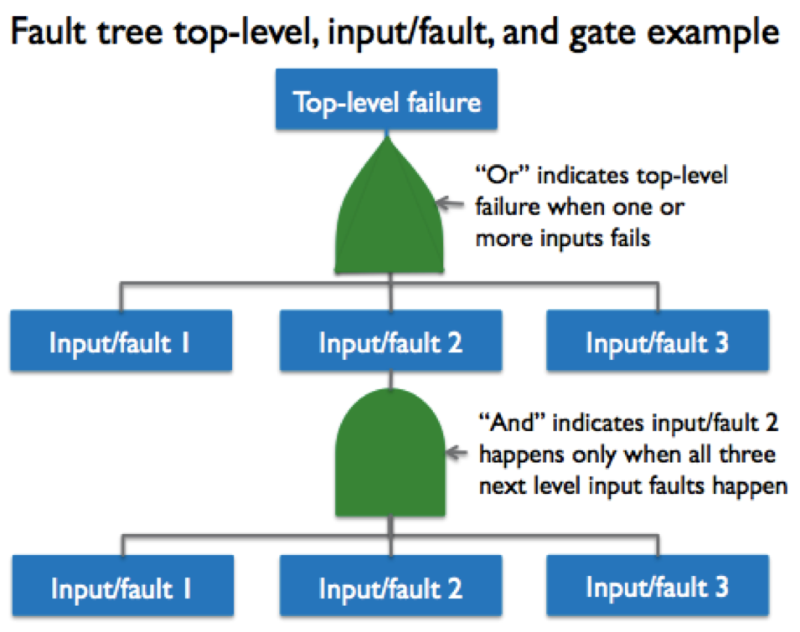 Fault tree top-level, input/fault, and gate example
Top-level failure
“Or” indicates top-level
failure when one or
more inputs fails
Input/fault 1
Input/fault 2
Input/fault 3
“And” indicates input/fault 2
happens only when all three
next level input faults happen
Input/fault 1
Input/fault 2
Input/fault 3